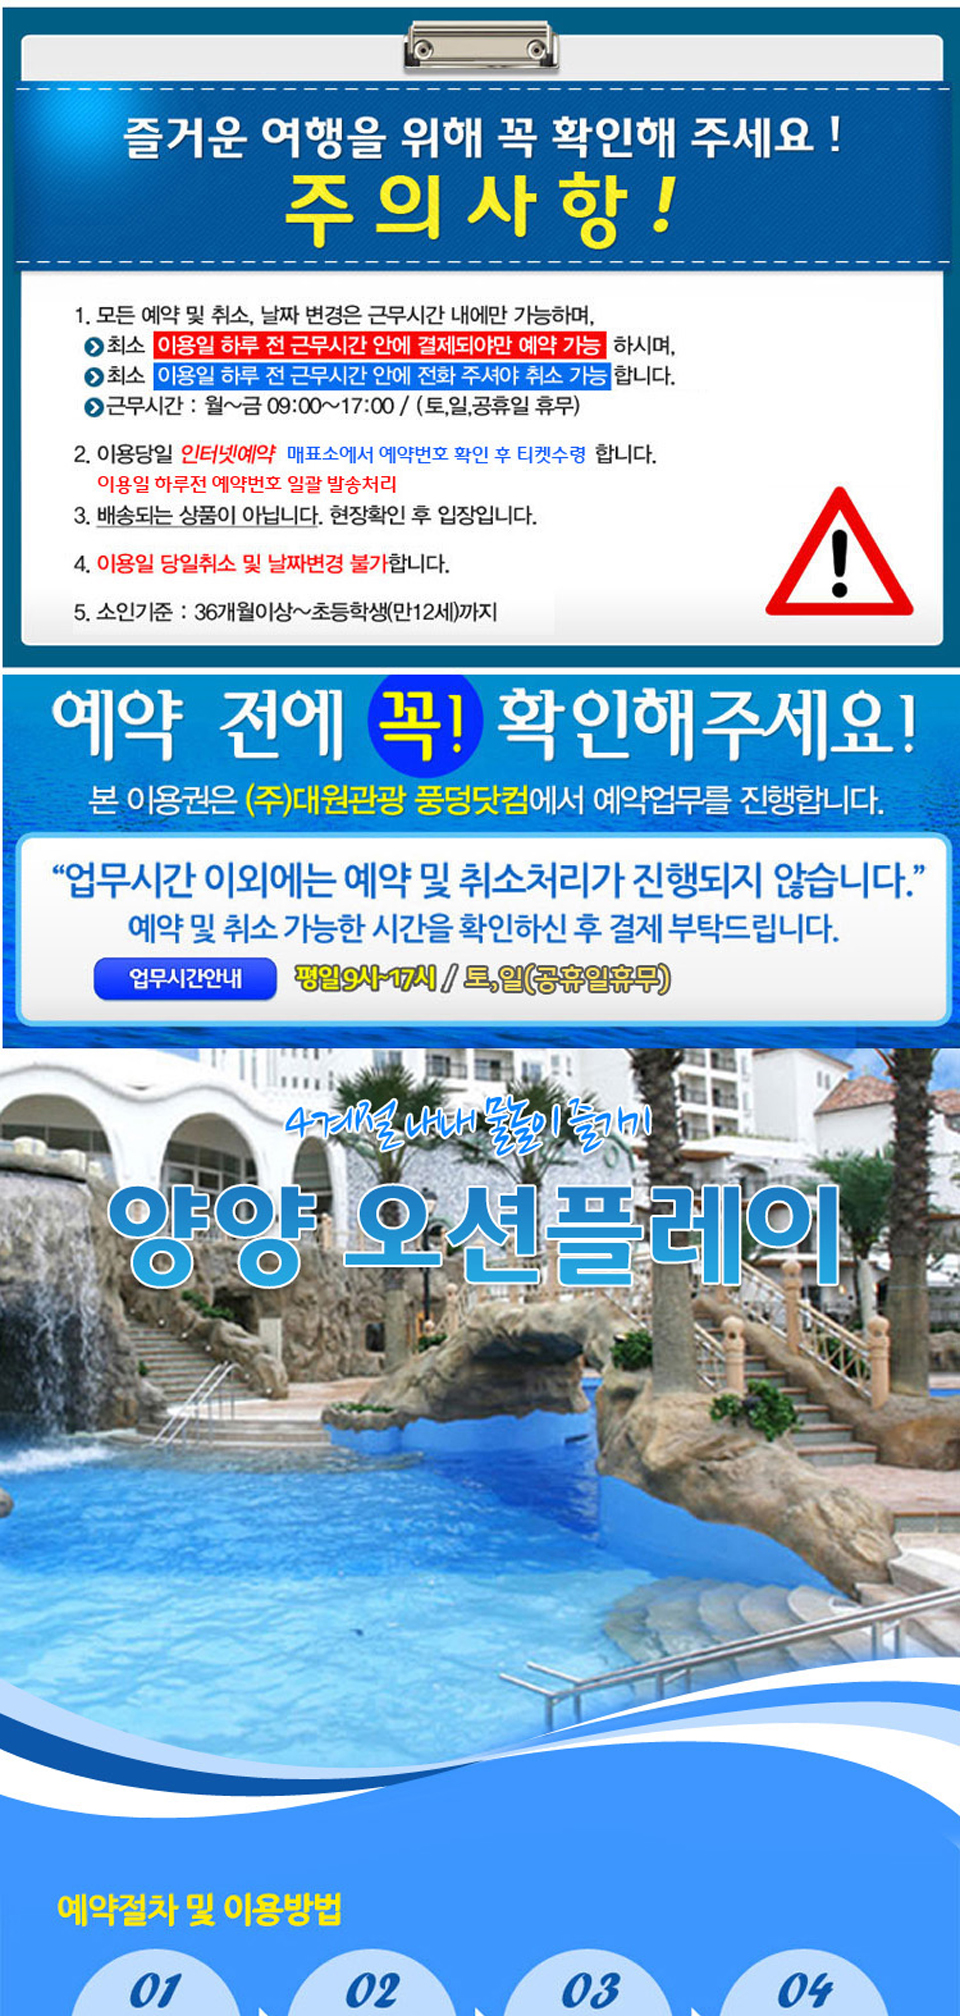 즐거운 여행을 위해 꼭 확인해 주세요 !
주의사항!
1. 모든 예약 및 취소, 날짜 변경은 근무시간 내에만 가능하며,
최소 이용일 하루 전 근무시간 안에 결제되야만 예약 가능 하시며,
최소 이용일 하루 전 근무시간 안에 전화 주셔야 취소 가능 합니다.
근무시간 : 월~금 09:00~17:00 / (토,일,공휴일 휴무)
2. 이용당일 인터넷예약 매표소에서 예약번호 확인 후 티켓수령 합니다.
이용일 하루전 예약번호 일괄 발송처리
3. 배송되는 상품이 아닙니다. 현장확인 후 입장입니다.
4. 이용일 당일취소 및 날짜변경 불가합니다.
5. 소인기준 : 36개월이상~초등학생(만12세)까지
예약 전에 꼭! 확인해주세요!
본 이용권은 (주)대원관광 풍덩닷컴에서 예약업무를 진행합니다.
“업무시간 이외에는 예약 및 취소처리가 진행되지 않습니다.”
예약 및 취소 가능한 시간을 확인하신 후 결제 부탁드립니다.
업무시간안내 평일9시~17시 / 토,일(공휴일휴무)
4계절 내내 물놀이 즐기기
양양 오션플레이
예약절차 및 이용방법
01 02 03 04